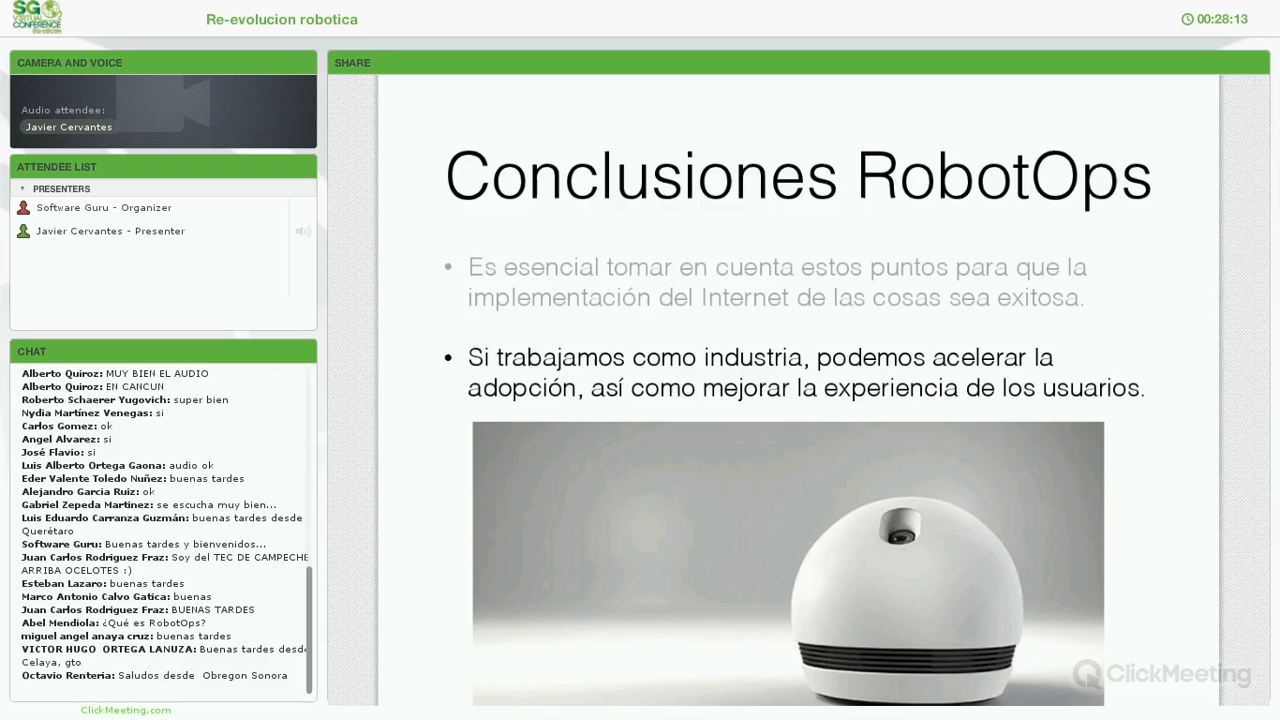 SG
VIRTUAL
CONFERENCE
Re-evolucion robotica
00:28:13
CAMERA AND VOICE
Audio attendee:
Javier Cervantes
ATTENDEE LIST
PRESENTERS
Software Guru - Organizer
Javier Cervantes - Presenter
CHAT
Alberto Quiroz: MUY BIEN EL AUDIO
Alberto Quiroz: EN CANCUN
Roberto Schaerer Yugovich: super bien
Nydia Martínez Venegas: si
Carlos Gomez: ok
Angel Alvarez: si
José Flavio: si
Luis Alberto Ortega Gaona: audio ok
Eder Valente Toledo Nuñez: buenas tardes
Alejandro Garcia Ruiz: ok
Gabriel Zepeda Martinez: se escucha muy bien...
Luis Eduardo Carranza Guzmán: buenas tardes desde
Querétaro
Software Guru: Buenas tardes y bienvenidos...
Juan Carlos Rodriguez Fraz: Soy del TEC DE CAMPECHE
ARRIBA OCELOTES :)
Esteban Lazaro: buenas tardes
Marco Antonio Calvo Gatica: buenas
Juan Carlos Rodriguez Fraz: BUENAS TARDES
Abel Mendiola: ¿Qué es RobotOps?
miguel angel anaya cruz: buenas tardes
VICTOR HUGO ORTEGA LANUZA: Buenas tardes desde
Celaya, gto
Octavio Renteria: Saludos desde Obregon Sonora
ClickMeeting.com
SHARE
Conclusiones RobotOps
• Es esencial tomar en cuenta estos puntos para que la
implementación del Internet de las cosas sea exitosa.
• Si trabajamos como industria, podemos acelerar la
adopción, así como mejorar la experiencia de los usuarios.
ClickMeeting